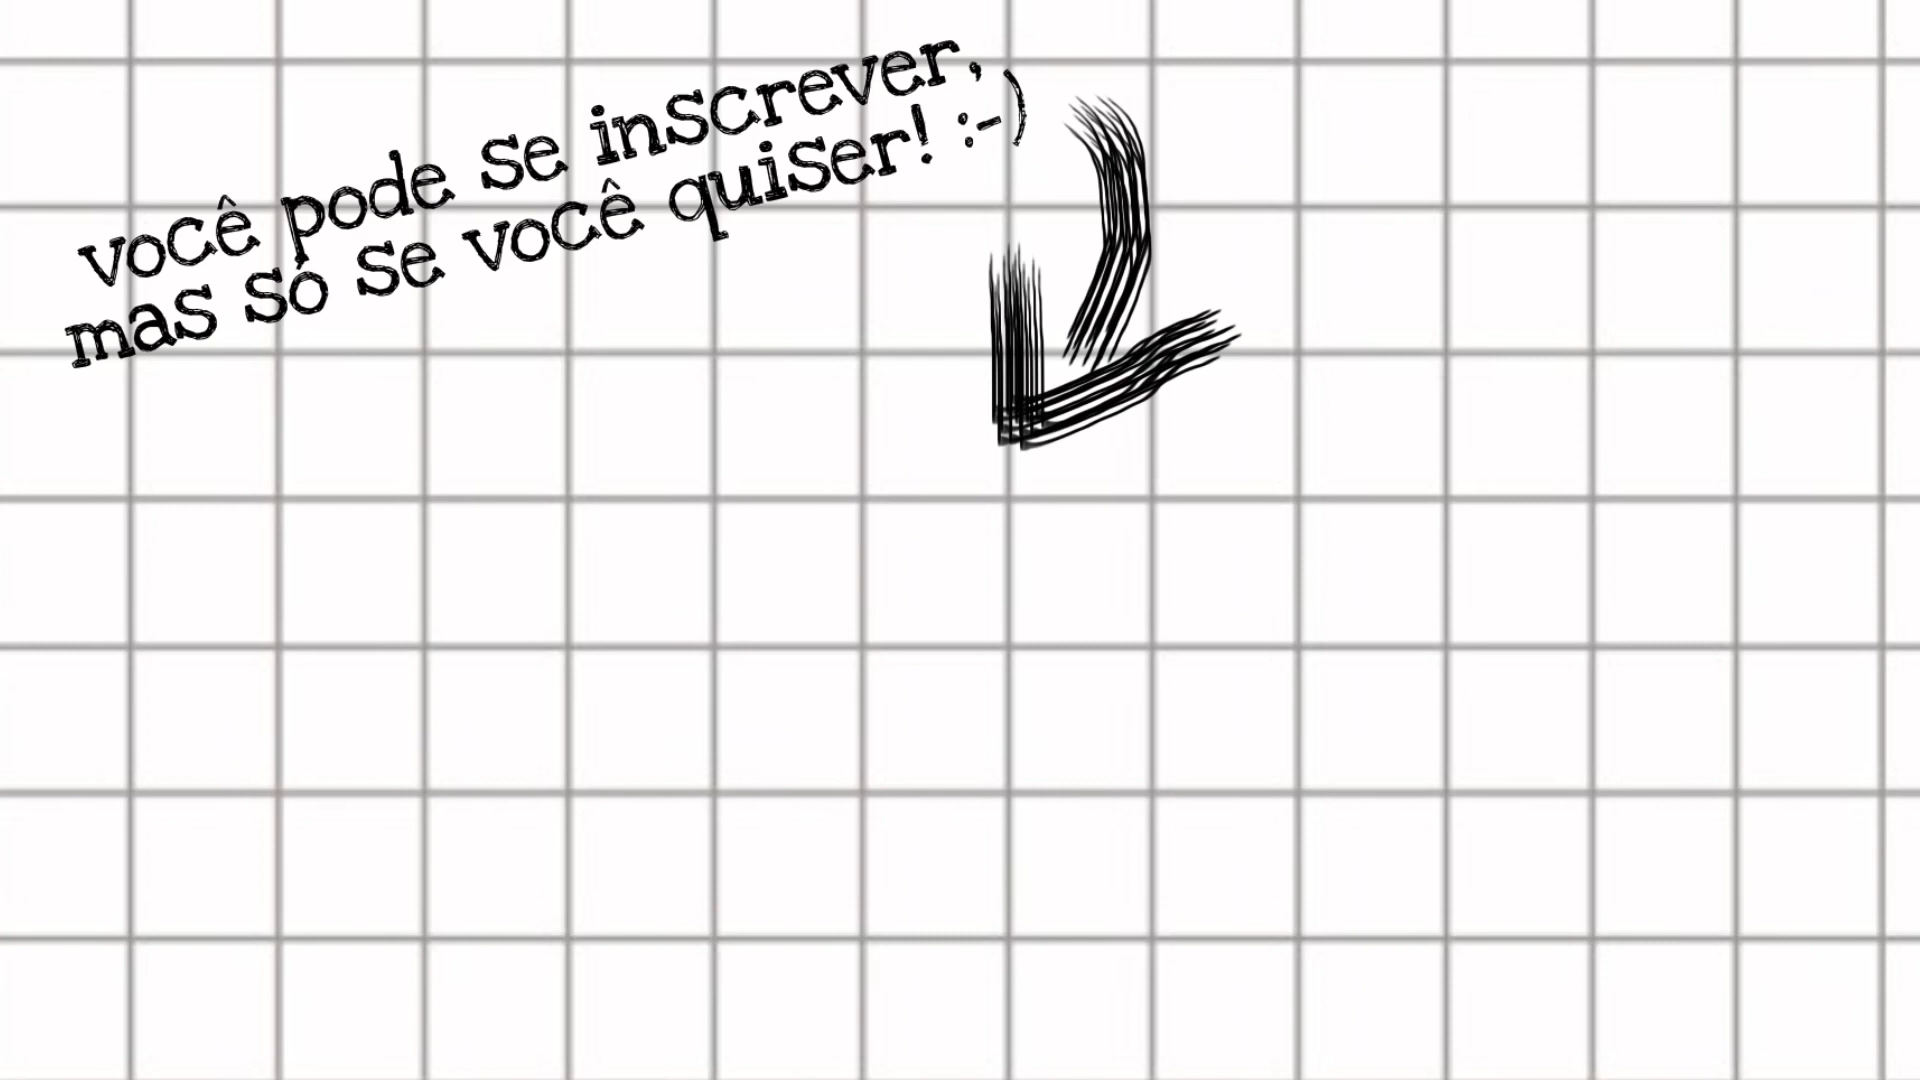 você pode se inscrever,
mas só se você quiser! :-)